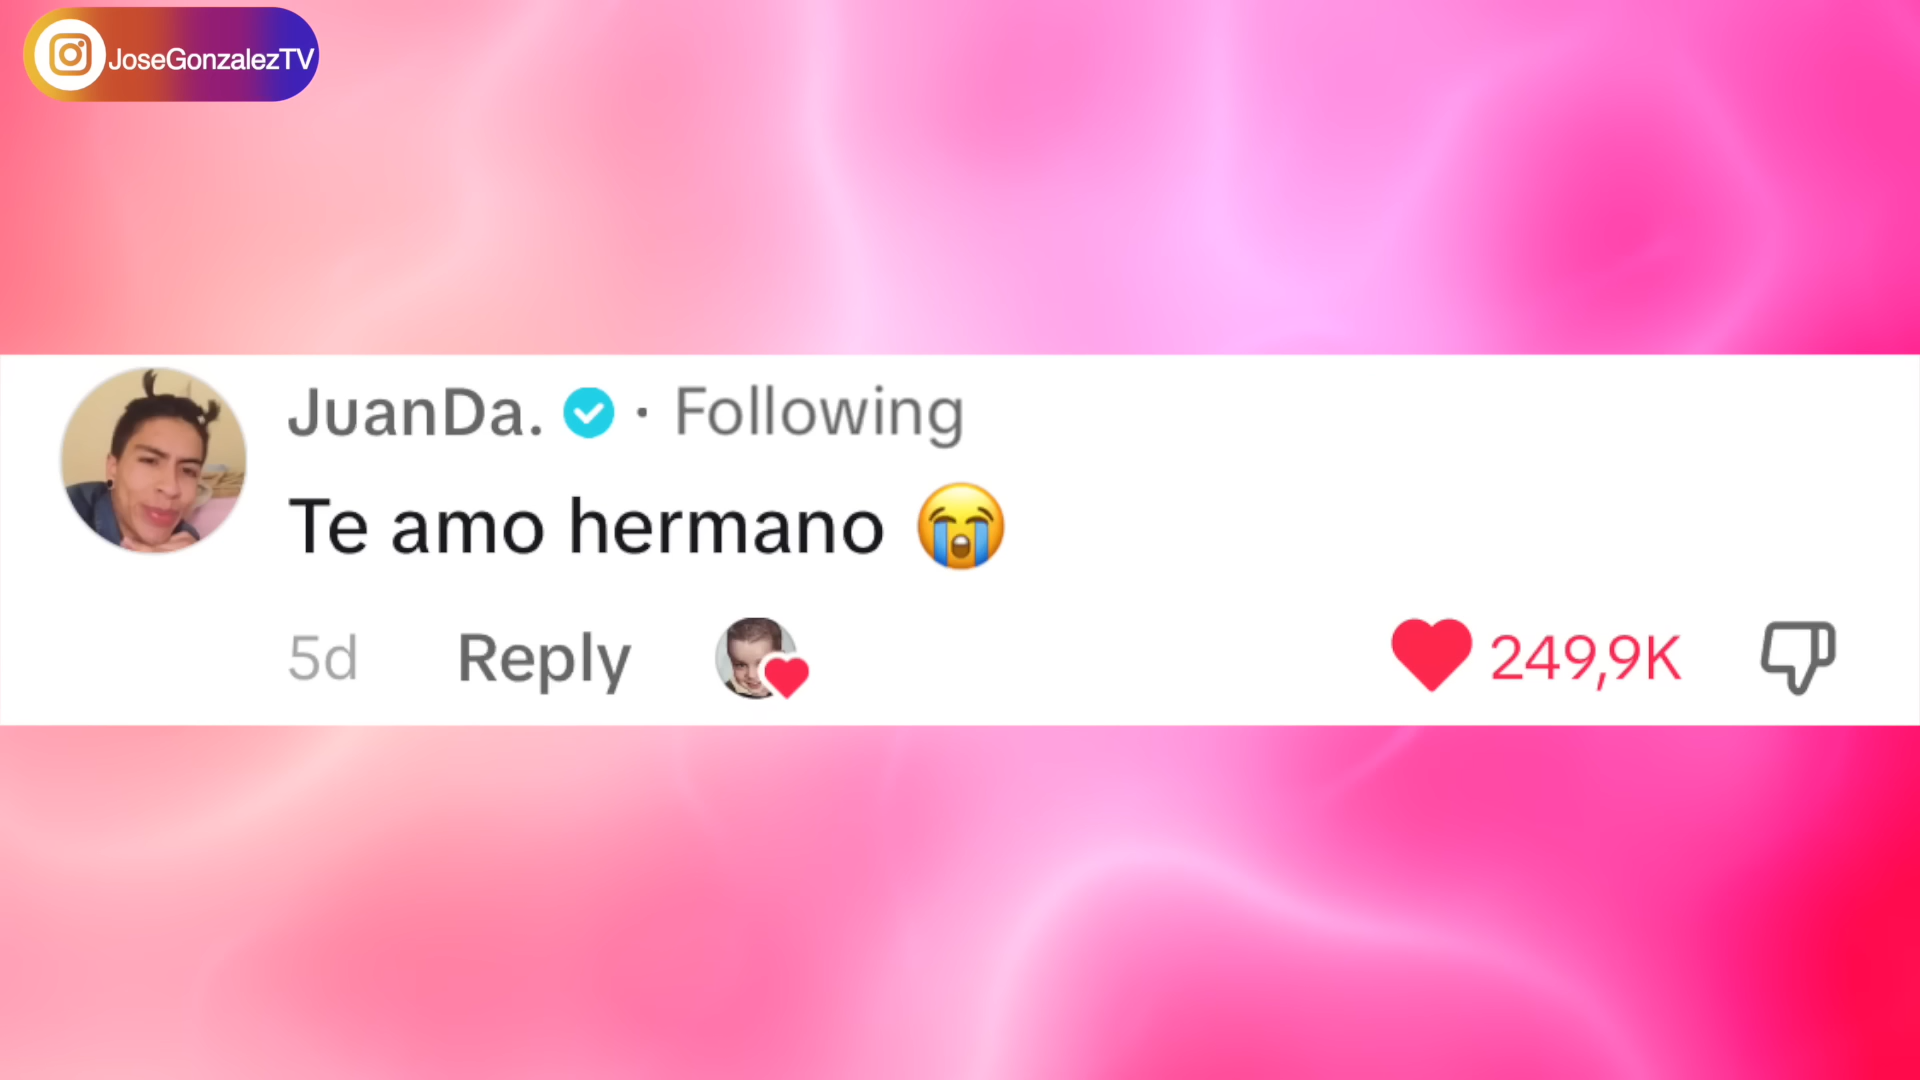 JoseGonzalezTV
JuanDa. · Following
Te amo hermano 😭
5d Reply 249,9K